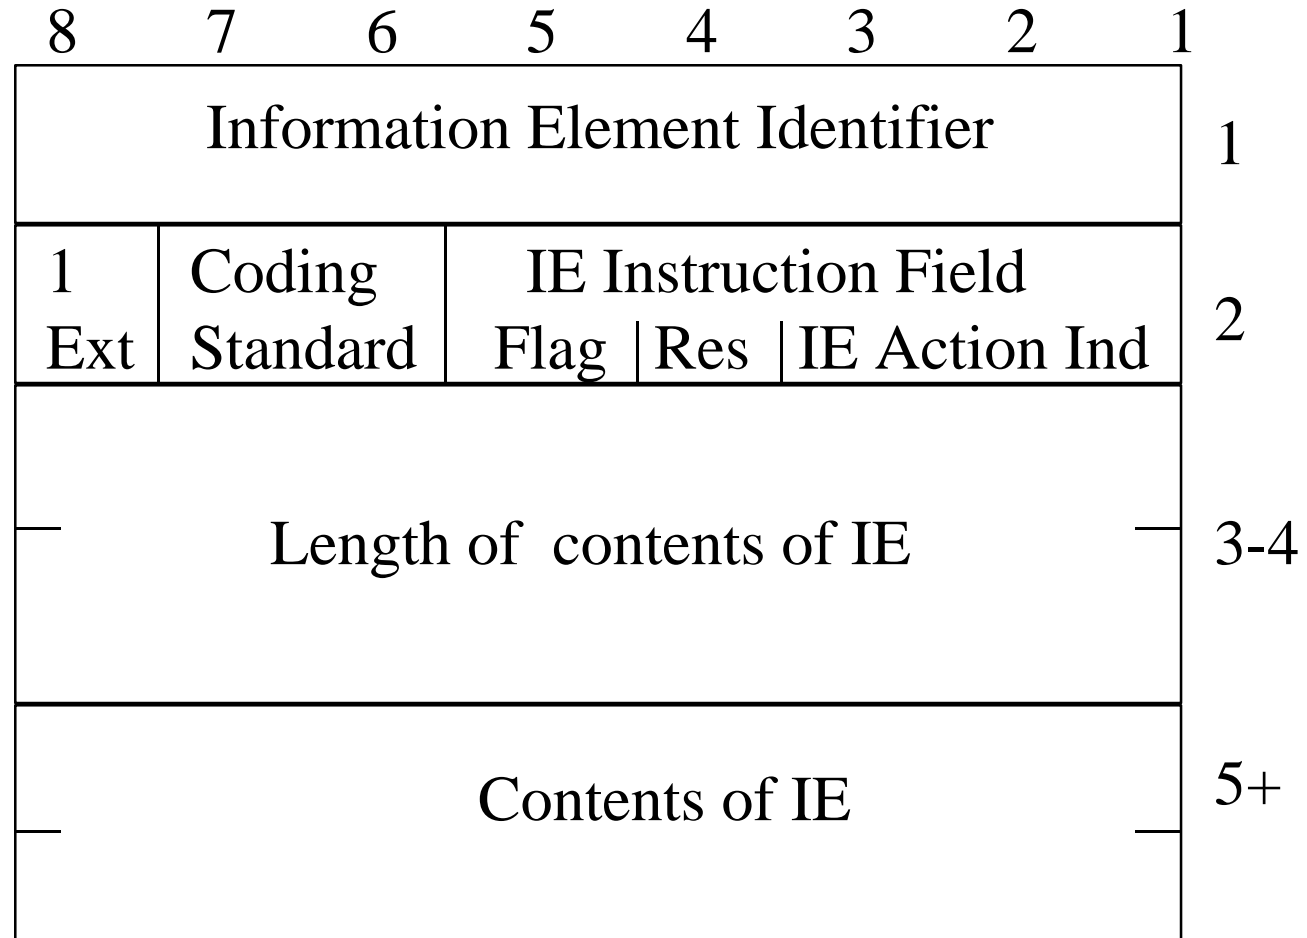 8 7 6 5 4 3 2 1
Information Element Identifier
1
1 Coding IE Instruction Field
2
Ext Standard Flag Res IE Action Ind
Length of contents of IE 3-4
Contents of IE 5+